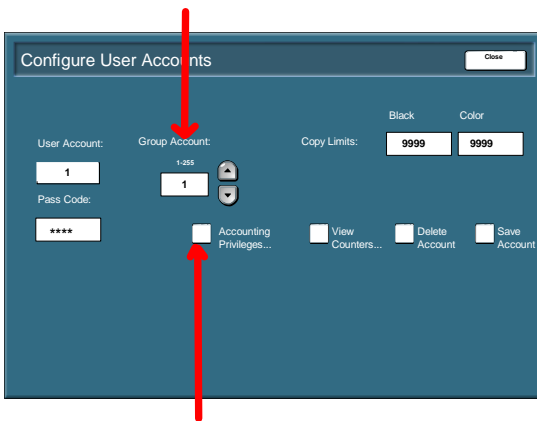 Configure User Accounts
Close
Black Color
User Account:
Group Account:
Copy Limits:
9999 9999
1-255
1
1
Pass Code:
****
Accounting
Privileges...
View
Counters...
Delete
Account
Save
Account